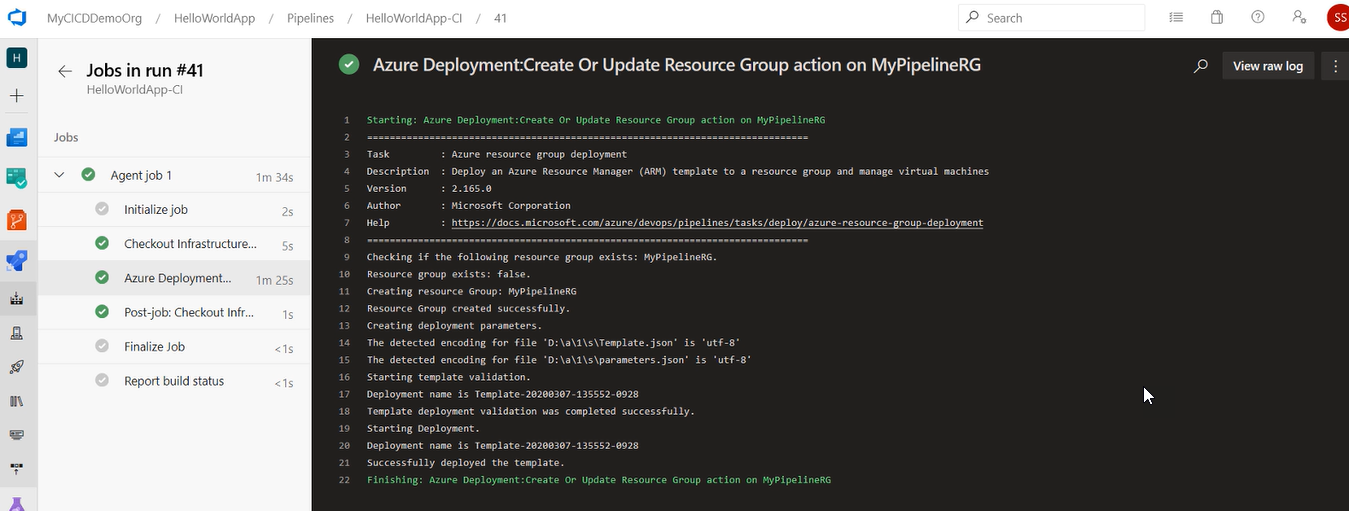 MyCICDDemoOrg / HelloWorldApp / Pipelines / HelloWorldApp-CI / 41
Search
SS
H
Jobs in run #41
HelloWorldApp-CI
Jobs
Agent job 1 1m 34s
Initialize job 2s
Checkout Infrastructure... 5s
Azure Deployment... 1m 25s
Post-job: Checkout Infr... 1s
Finalize Job <1s
Report build status <1s
Azure Deployment:Create Or Update Resource Group action on MyPipelineRG
View raw log
1 Starting: Azure Deployment:Create Or Update Resource Group action on MyPipelineRG
2 ==============================================================================
3 Task : Azure resource group deployment
4 Description : Deploy an Azure Resource Manager (ARM) template to a resource group and manage virtual machines
5 Version : 2.165.0
6 Author : Microsoft Corporation
7 Help : https://docs.microsoft.com/azure/devops/pipelines/tasks/deploy/azure-resource-group-deployment
8 ==============================================================================
9 Checking if the following resource group exists: MyPipelineRG.
10 Resource group exists: false.
11 Creating resource Group: MyPipelineRG
12 Resource Group created successfully.
13 Creating deployment parameters.
14 The detected encoding for file 'D:\a\1\s\Template.json' is 'utf-8'
15 The detected encoding for file 'D:\a\1\s\parameters.json' is 'utf-8'
16 Starting template validation.
17 Deployment name is Template-20200307-135552-0928
18 Template deployment validation was completed successfully.
19 Starting Deployment.
20 Deployment name is Template-20200307-135552-0928
21 Successfully deployed the template.
22 Finishing: Azure Deployment:Create Or Update Resource Group action on MyPipelineRG